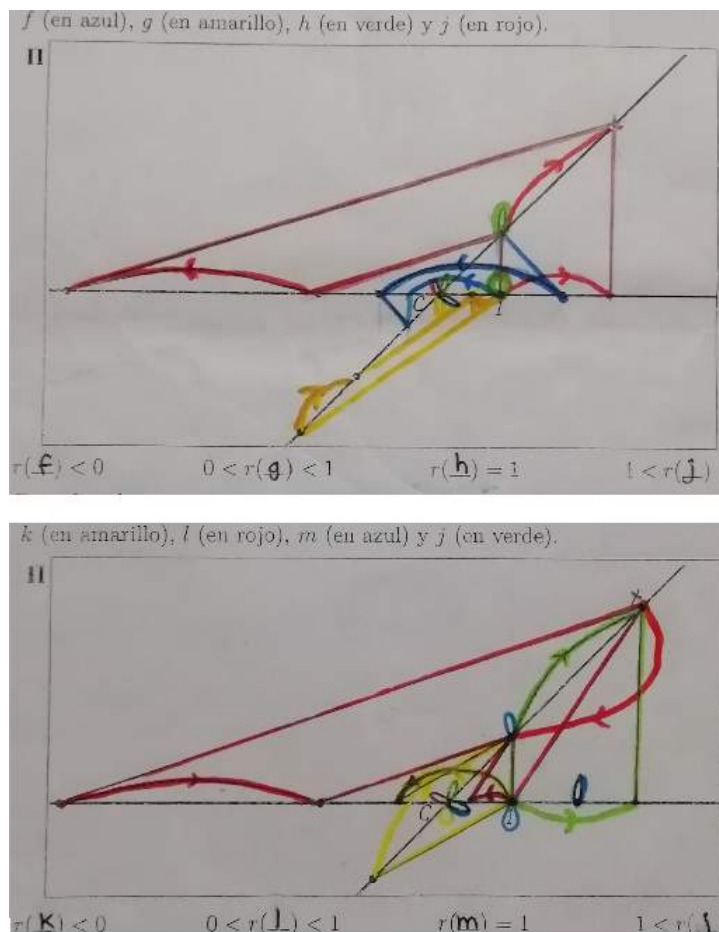 f (en azul), g (en amarillo), h (en verde) y j (en rojo).
II
C
1
r(f) < 0 0 < r(g) < 1 r(h) = 1 1 < r(j)
k (en amarillo), l (en rojo), m (en azul) y j (en verde).
II
x
C
1
r(k) < 0 0 < r(l) < 1 r(m) = 1 1 < r(j